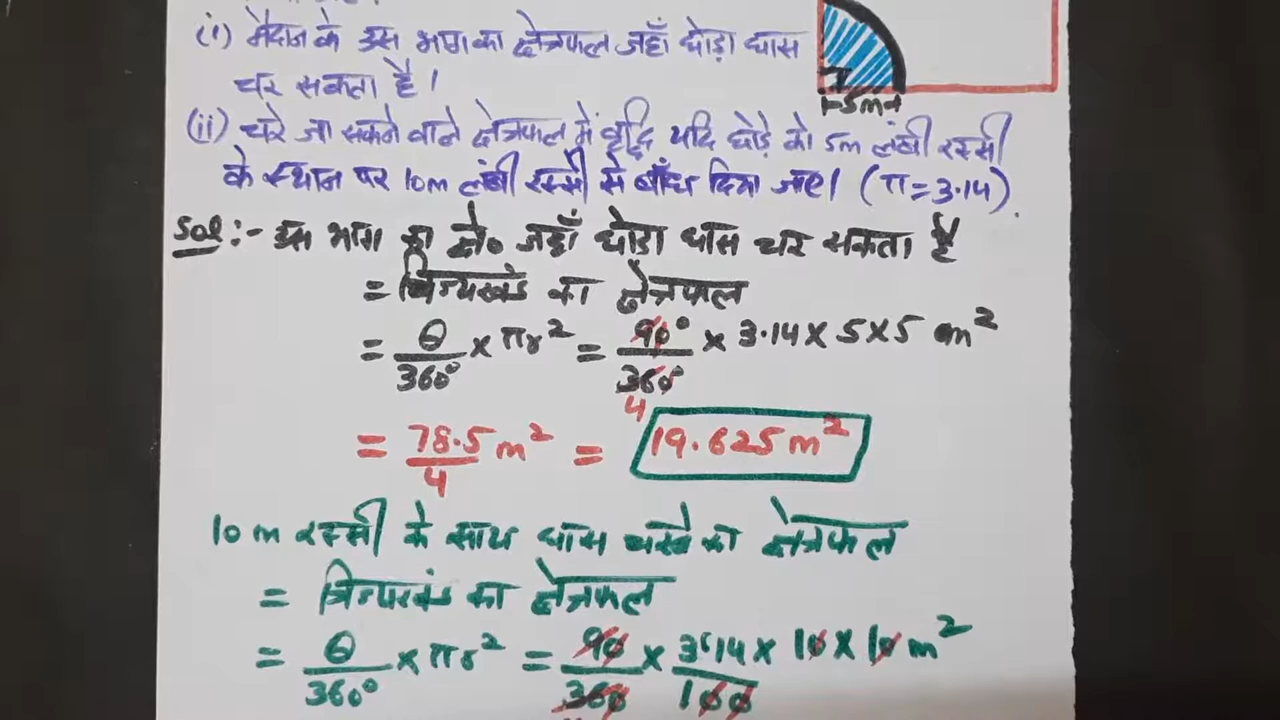 (i) मैदान के उस भाग का क्षेत्रफल जहाँ घोड़ा घास
चर सकता है।
5m
(ii) चरे जा सकने वाले क्षेत्रफल में वृद्धि यदि घोड़े को 5m लंबी रस्सी
के स्थान पर 10m लंबी रस्सी से बाँध दिया जाए। (π=3.14).
Sol :- उस भाग का क्षे० जहाँ घोड़ा घास चर सकता है
= त्रिज्यखंड का क्षेत्रफल
= θ/360° × πr² = 90°/360° × 3.14 × 5 × 5 m²
4
= 78.5/4 m² = 19.625 m²
10 m रस्सी के साथ घास चरने का क्षेत्रफल
= त्रिज्यखंड का क्षेत्रफल
= θ/360° × πr² = 90/360 × 314 × 10 × 10/100 m²